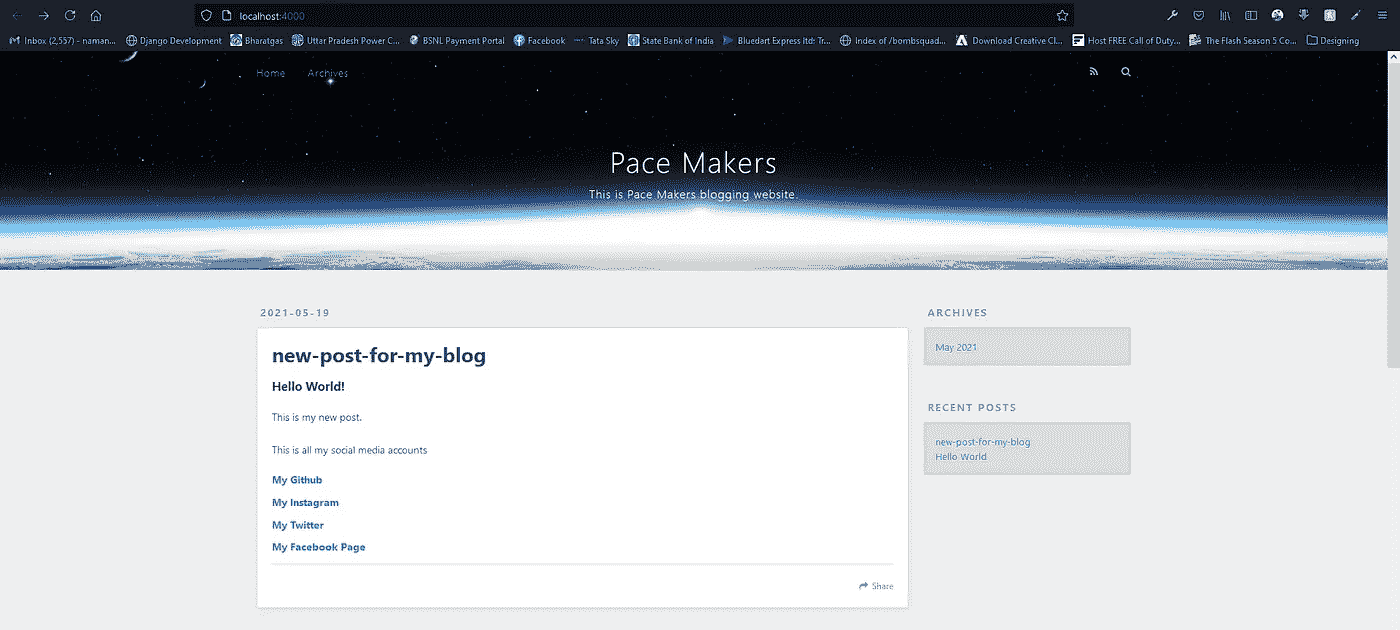 localhost:4000
Inbox (2,557) - naman... Django Development Bharatgas Uttar Pradesh Power C... BSNL Payment Portal Facebook Tata Sky State Bank of India Bluedart Express ltd: Tr... Index of /bombsquad... Download Creative Cl... Host FREE Call of Duty... The Flash Season 5 Co... Designing
Home Archives
Pace Makers
This is Pace Makers blogging website.
2021-05-19
new-post-for-my-blog
Hello World!
This is my new post.
This is all my social media accounts
My Github
My Instagram
My Twitter
My Facebook Page
Share
ARCHIVES
May 2021
RECENT POSTS
new-post-for-my-blog
Hello World